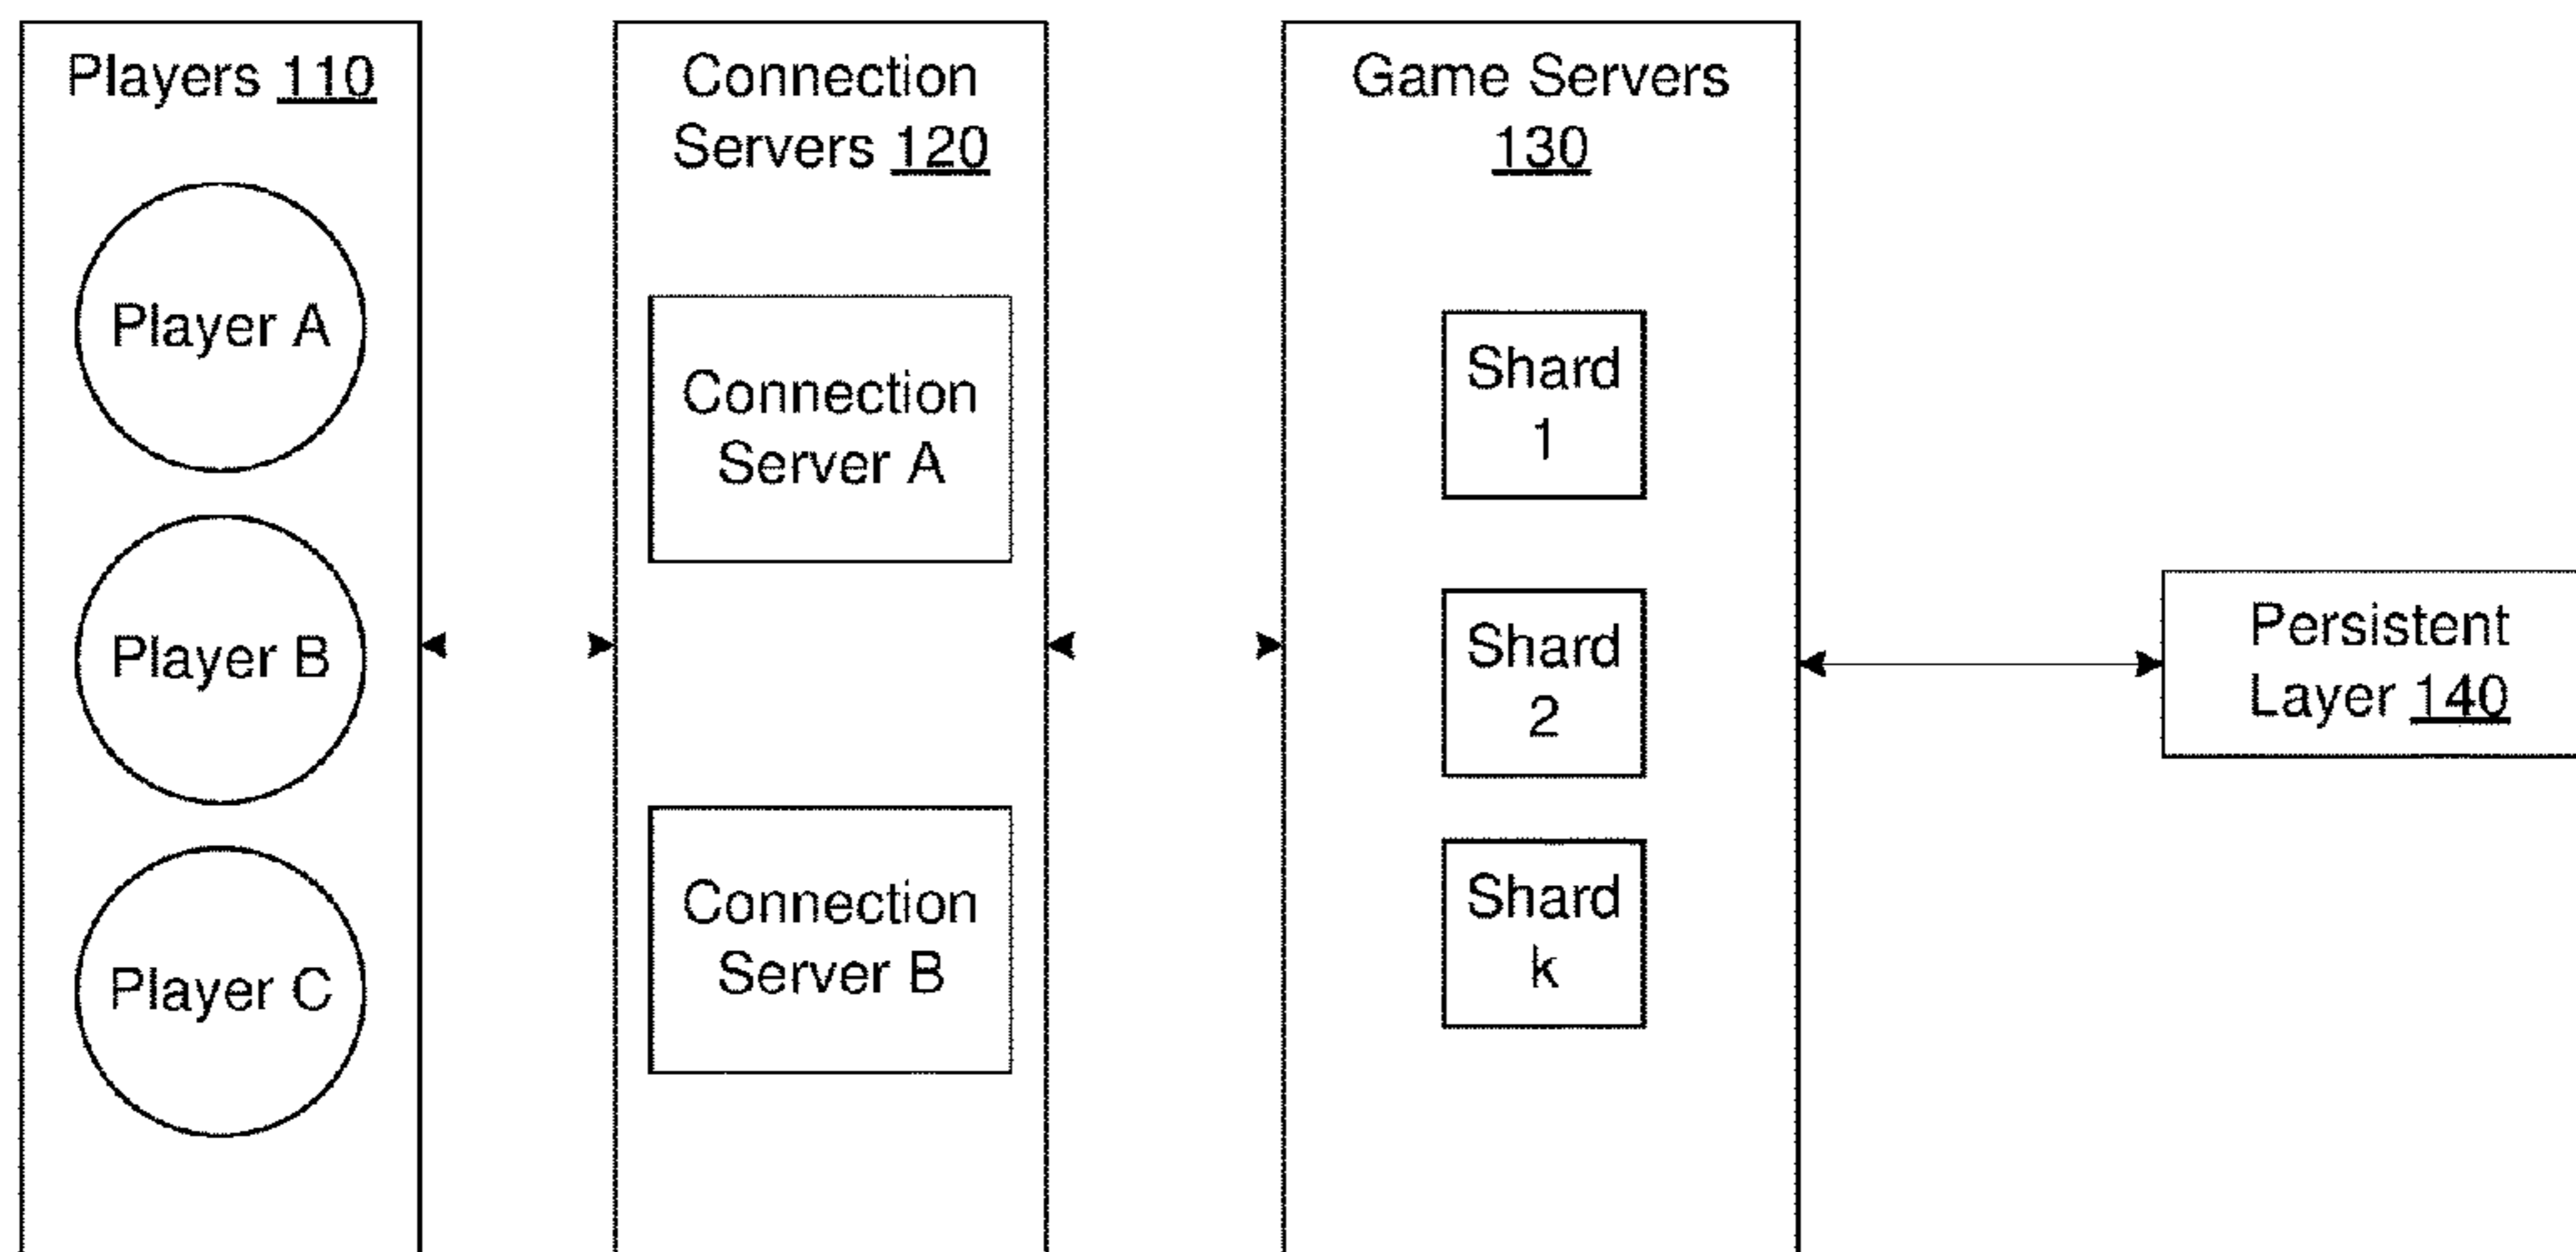 Players 110
Player A
Player B
Player C
Connection
Servers 120
Connection
Server A
Connection
Server B
Game Servers
130
Shard
1
Shard
2
Shard
k
Persistent
Layer 140